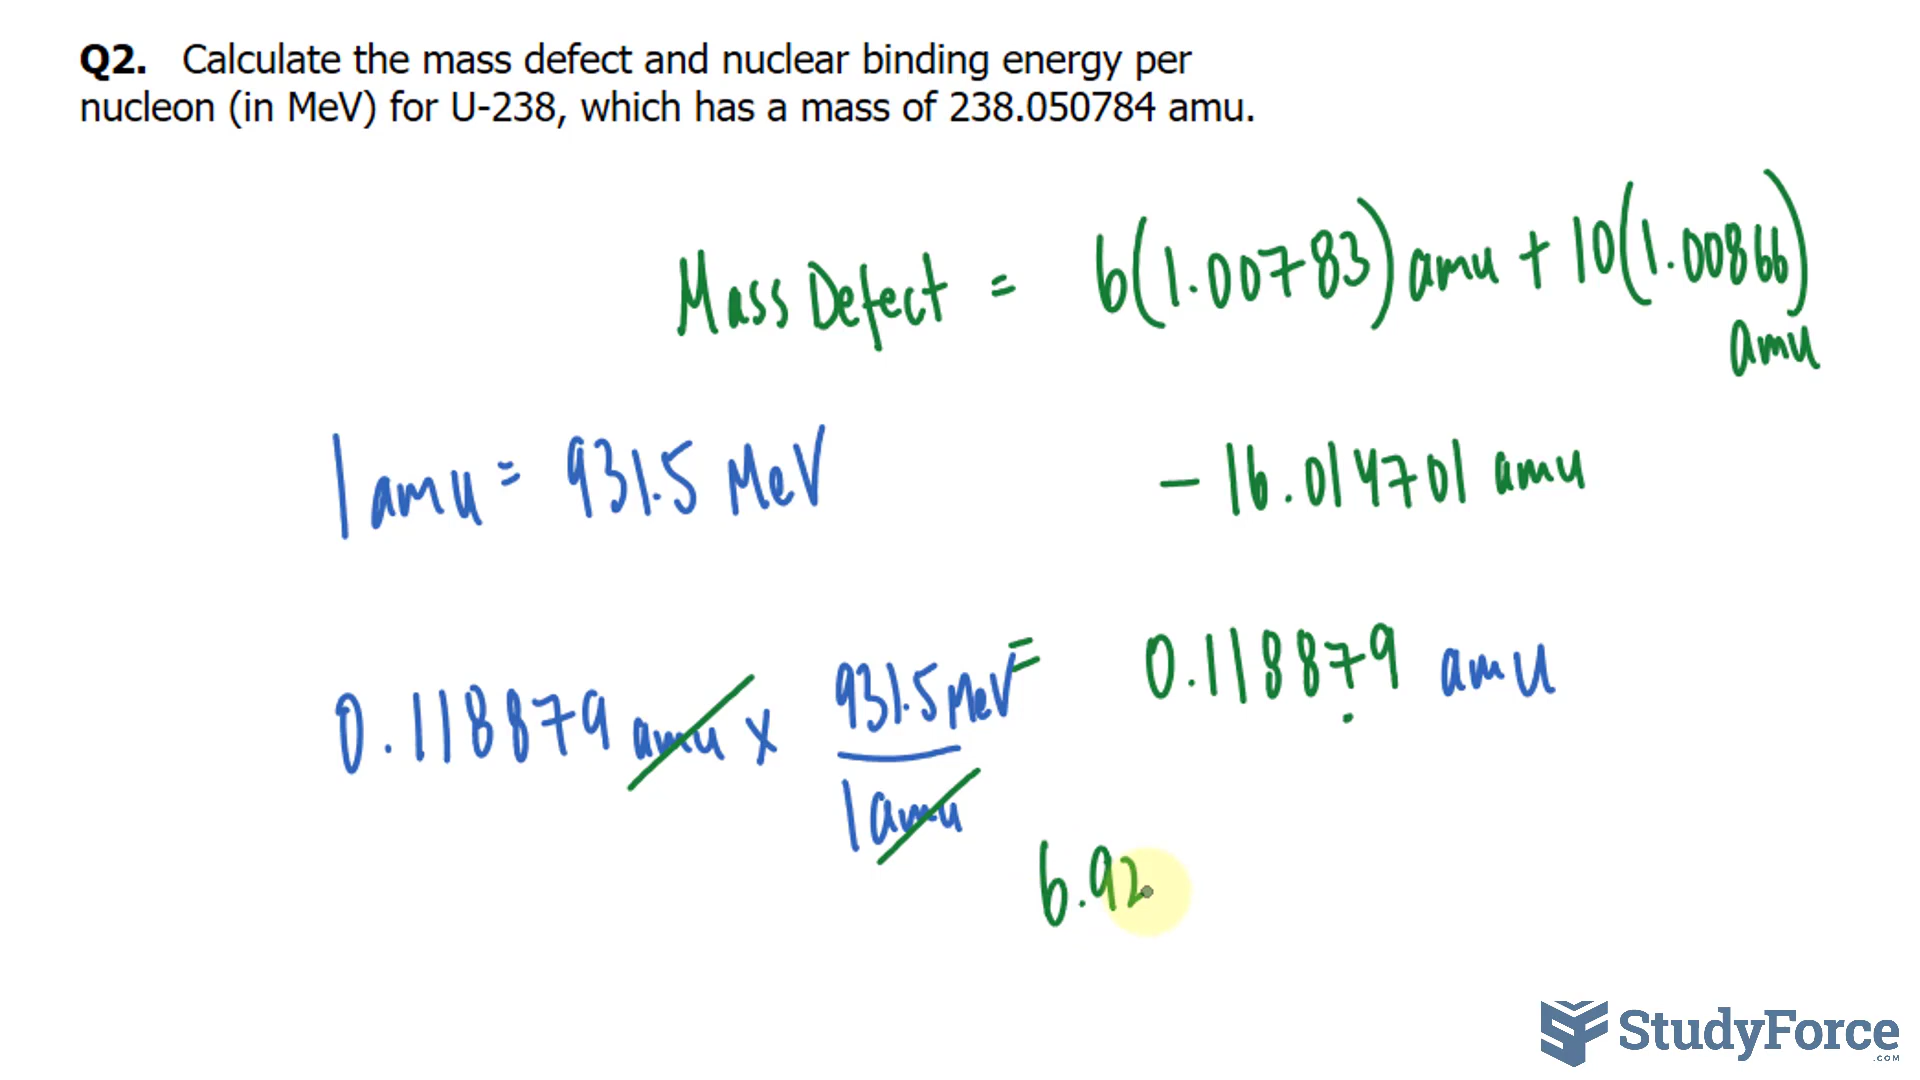 Q2. Calculate the mass defect and nuclear binding energy per
nucleon (in MeV) for U-238, which has a mass of 238.050784 amu.
Mass Defect = 6(1.00783) amu + 10(1.00866)
amu
1 amu = 931.5 MeV
- 16.014701 amu
0.118879 amu x 931.5 MeV =
1 amu
0.118879 amu
6.92
StudyForce
.COM